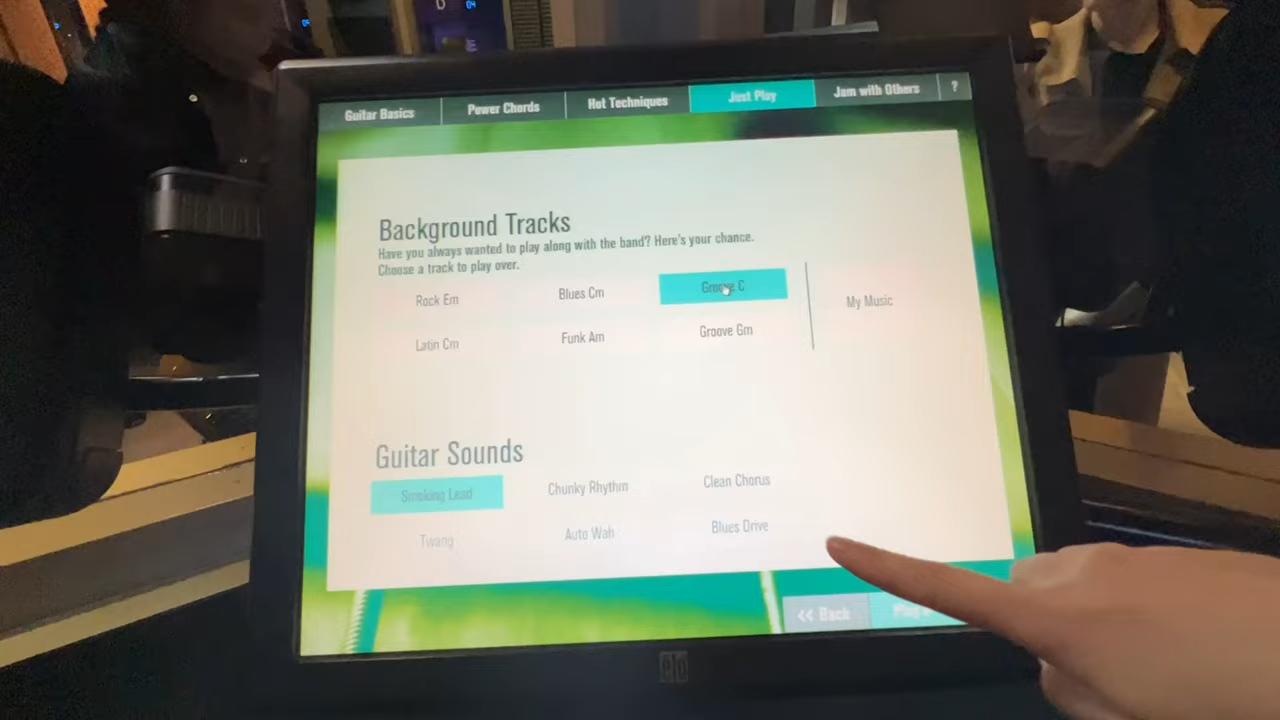 Guitar Basics
Power Chords
Hot Techniques
Just Play
Jam with Others
?
Background Tracks
Have you always wanted to play along with the band? Here's your chance.
Choose a track to play over.
Rock Em
Blues Cm
Groove C
My Music
Latin Cm
Funk Am
Groove Gm
Guitar Sounds
Smoking Lead
Chunky Rhythm
Clean Chorus
Twang
Auto Wah
Blues Drive
<< Back
elo